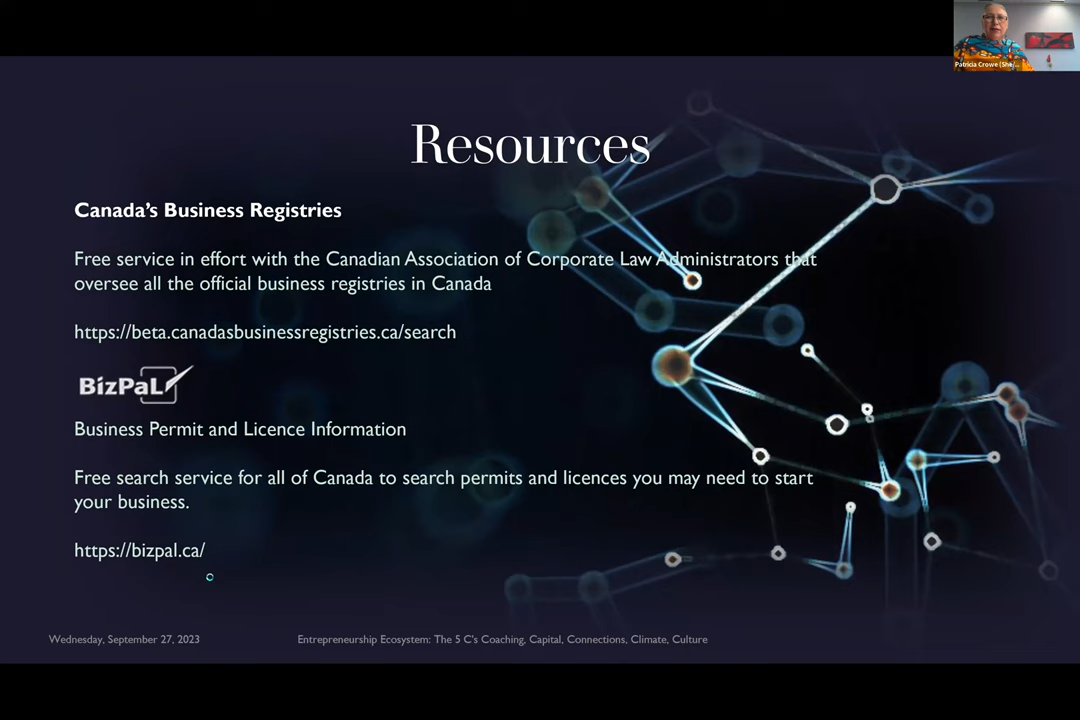 Patricia Crowe (She/...
Resources
Canada's Business Registries
Free service in effort with the Canadian Association of Corporate Law Administrators that
oversee all the official business registries in Canada
https://beta.canadasbusinessregistries.ca/search
BizPaL
Business Permit and Licence Information
Free search service for all of Canada to search permits and licences you may need to start
your business.
https://bizpal.ca/
Wednesday, September 27, 2023
Entrepreneurship Ecosystem: The 5 C's Coaching, Capital, Connections, Climate, Culture